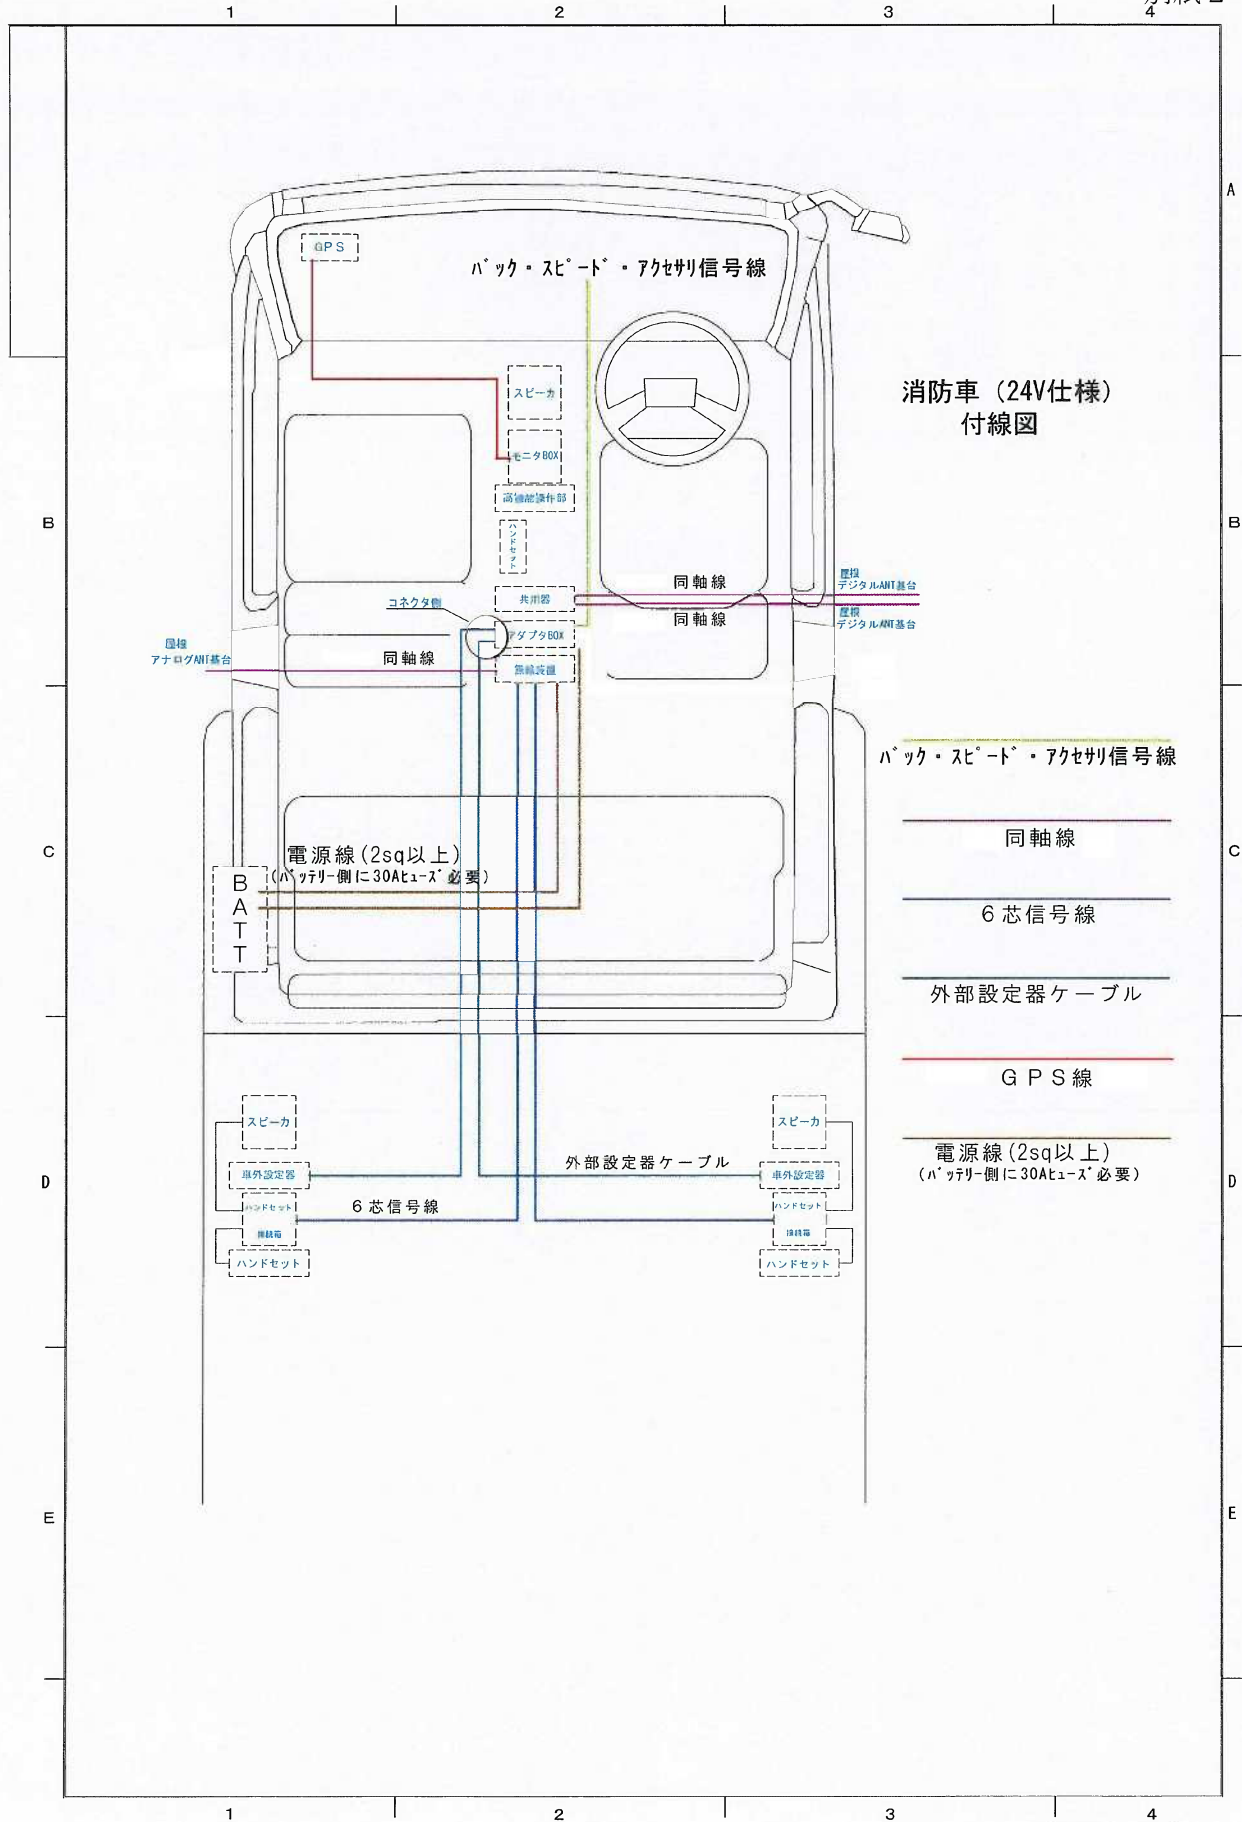 1 2 3 4
A
GPS
ﾊﾞｯｸ・ｽﾋﾟｰﾄﾞ・ｱｸｾｻﾘ信号線
スピーカ
消防車（24V仕様）
付線図
モニタBOX
高機能操作部
B B
ハンドセット
同軸線
屋根
デジタルANT基台
共用器
コネクタ側
同軸線
屋根
デジタルANT基台
アダプタBOX
屋根
アナログANT基台
同軸線
無線装置
ﾊﾞｯｸ・ｽﾋﾟｰﾄﾞ・ｱｸｾｻﾘ信号線
同軸線
C C
電源線(2sq以上)
(ﾊﾞｯﾃﾘｰ側に30Aﾋｭｰｽﾞ必要)
BATT
6芯信号線
外部設定器ケーブル
GPS線
スピーカ スピーカ
電源線(2sq以上)
(ﾊﾞｯﾃﾘｰ側に30Aﾋｭｰｽﾞ必要)
外部設定器ケーブル
車外設定器 車外設定器
D D
6芯信号線
ハンドセット ハンドセット
接続箱 接続箱
ハンドセット ハンドセット
E E
1 2 3 4